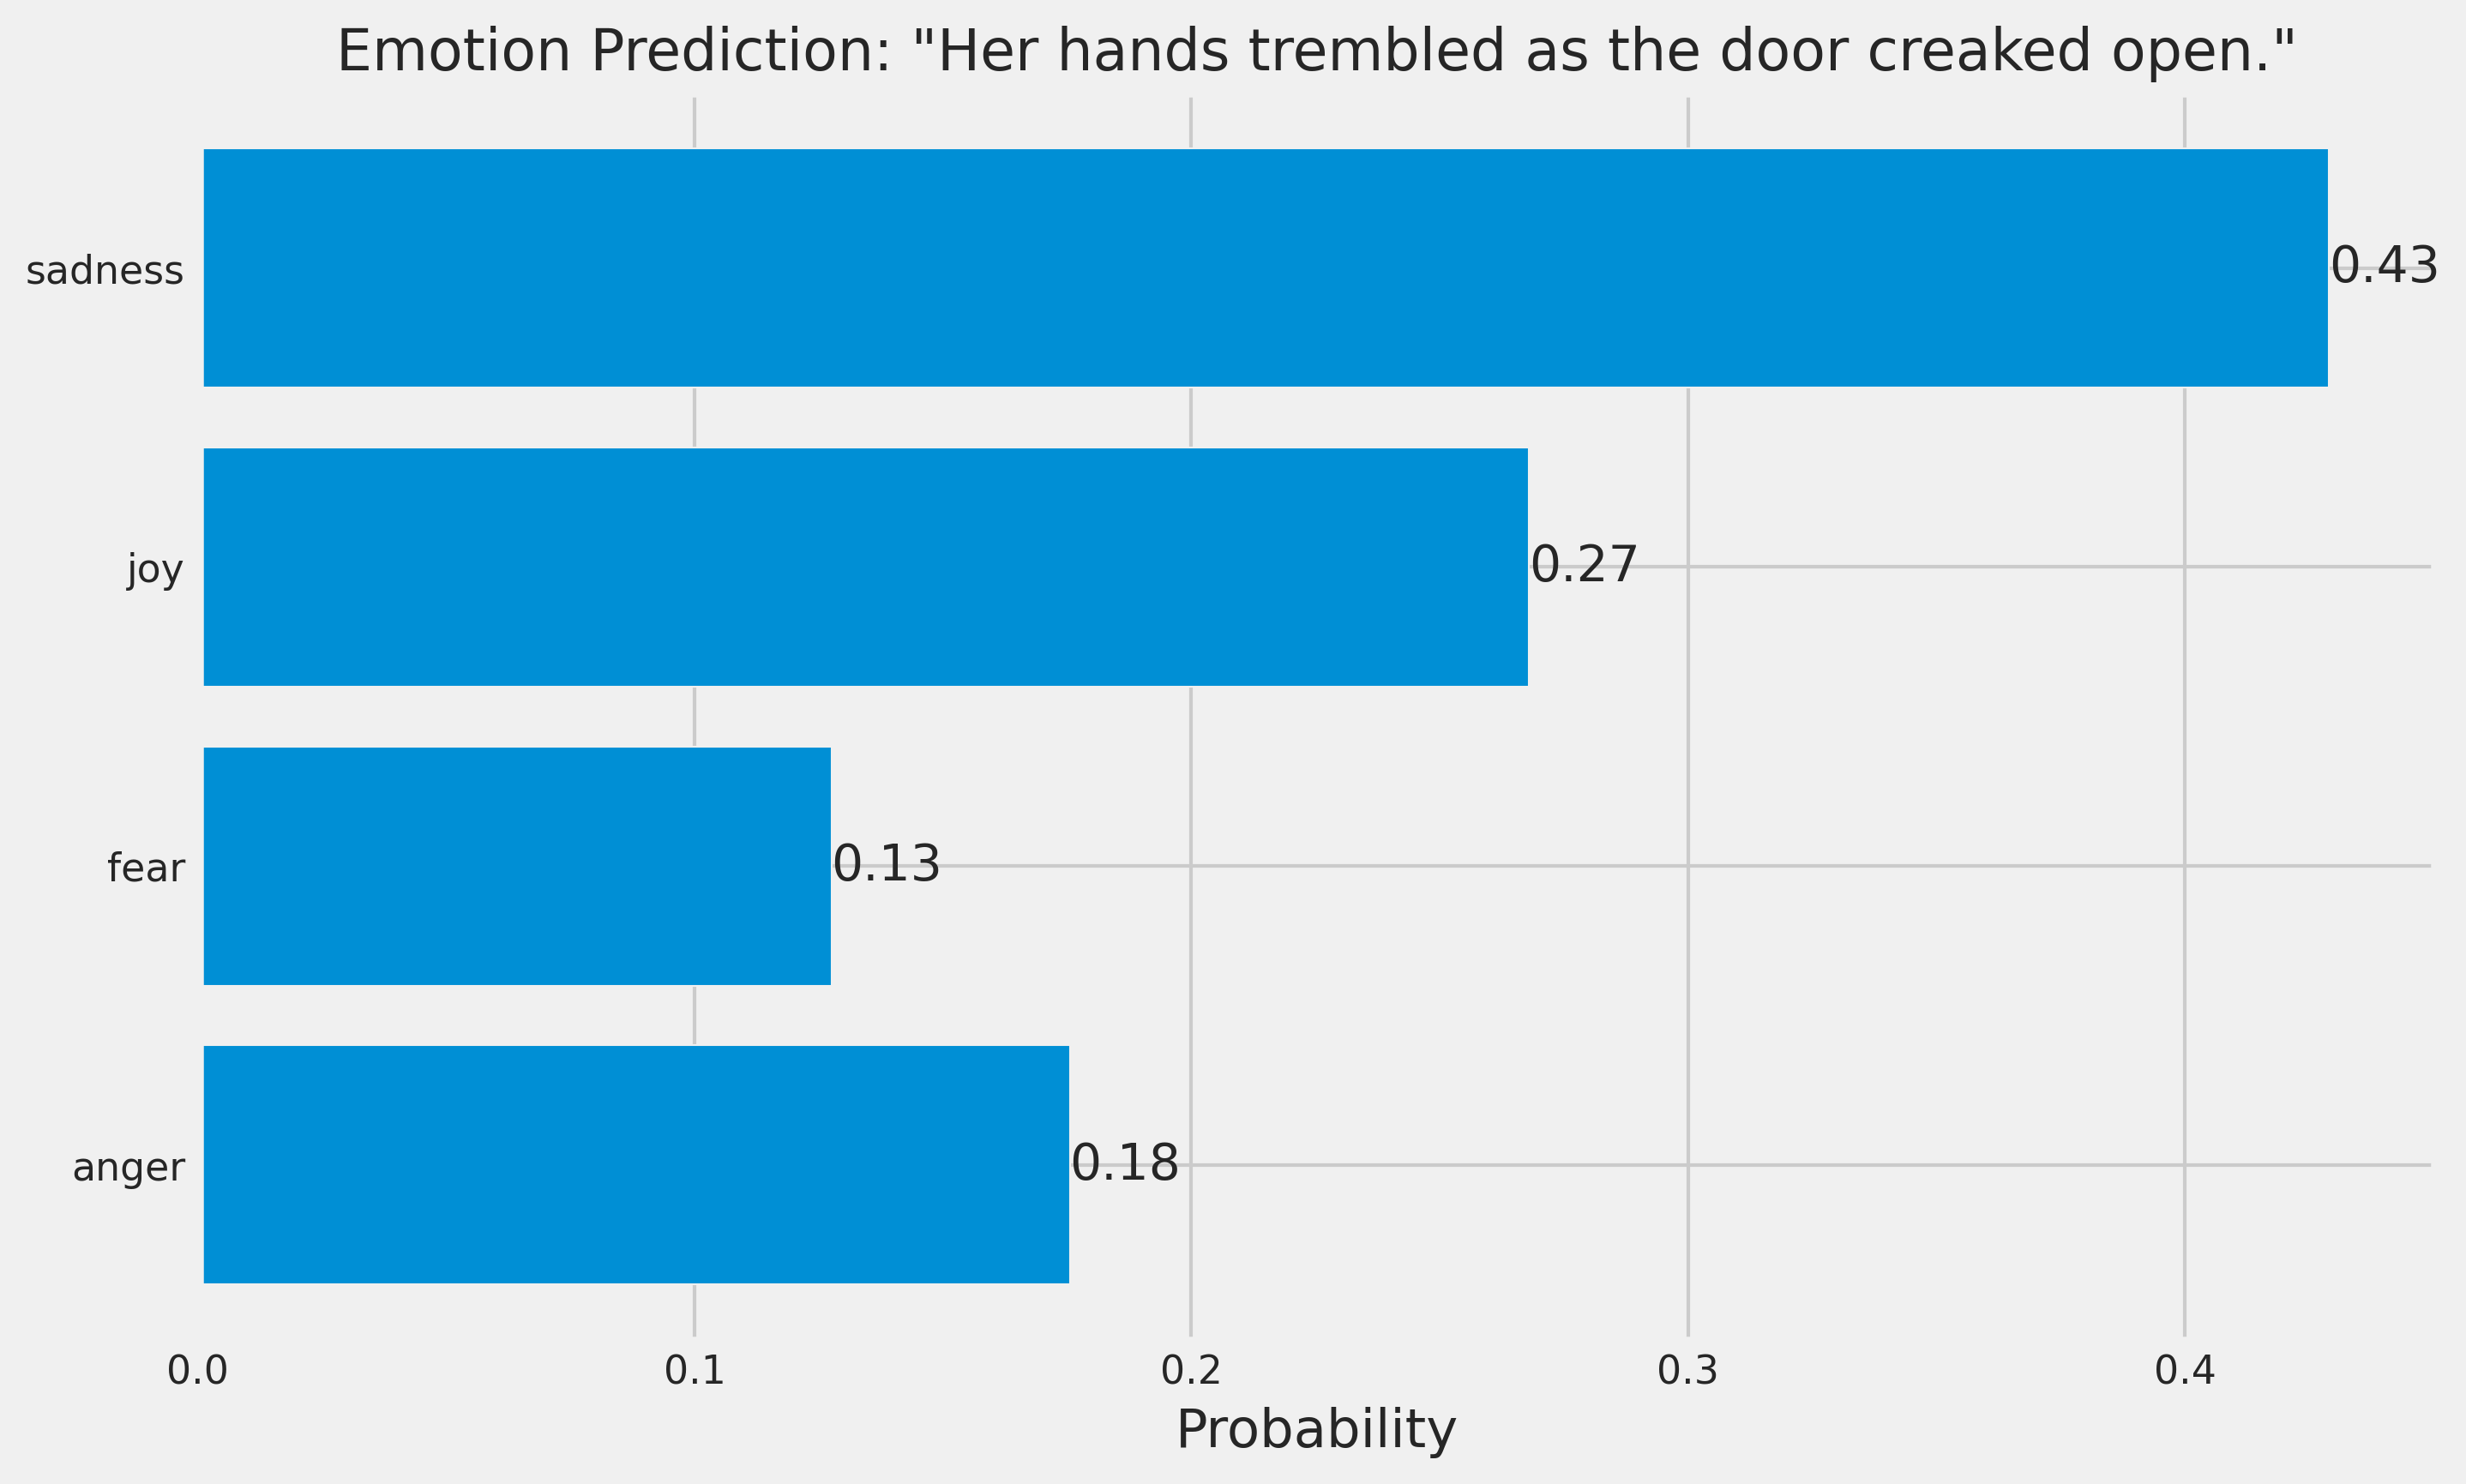 Emotion Prediction: "Her hands trembled as the door creaked open."
sadness
0.43
joy
0.27
fear
0.13
anger
0.18
0.0 0.1 0.2 0.3 0.4
Probability